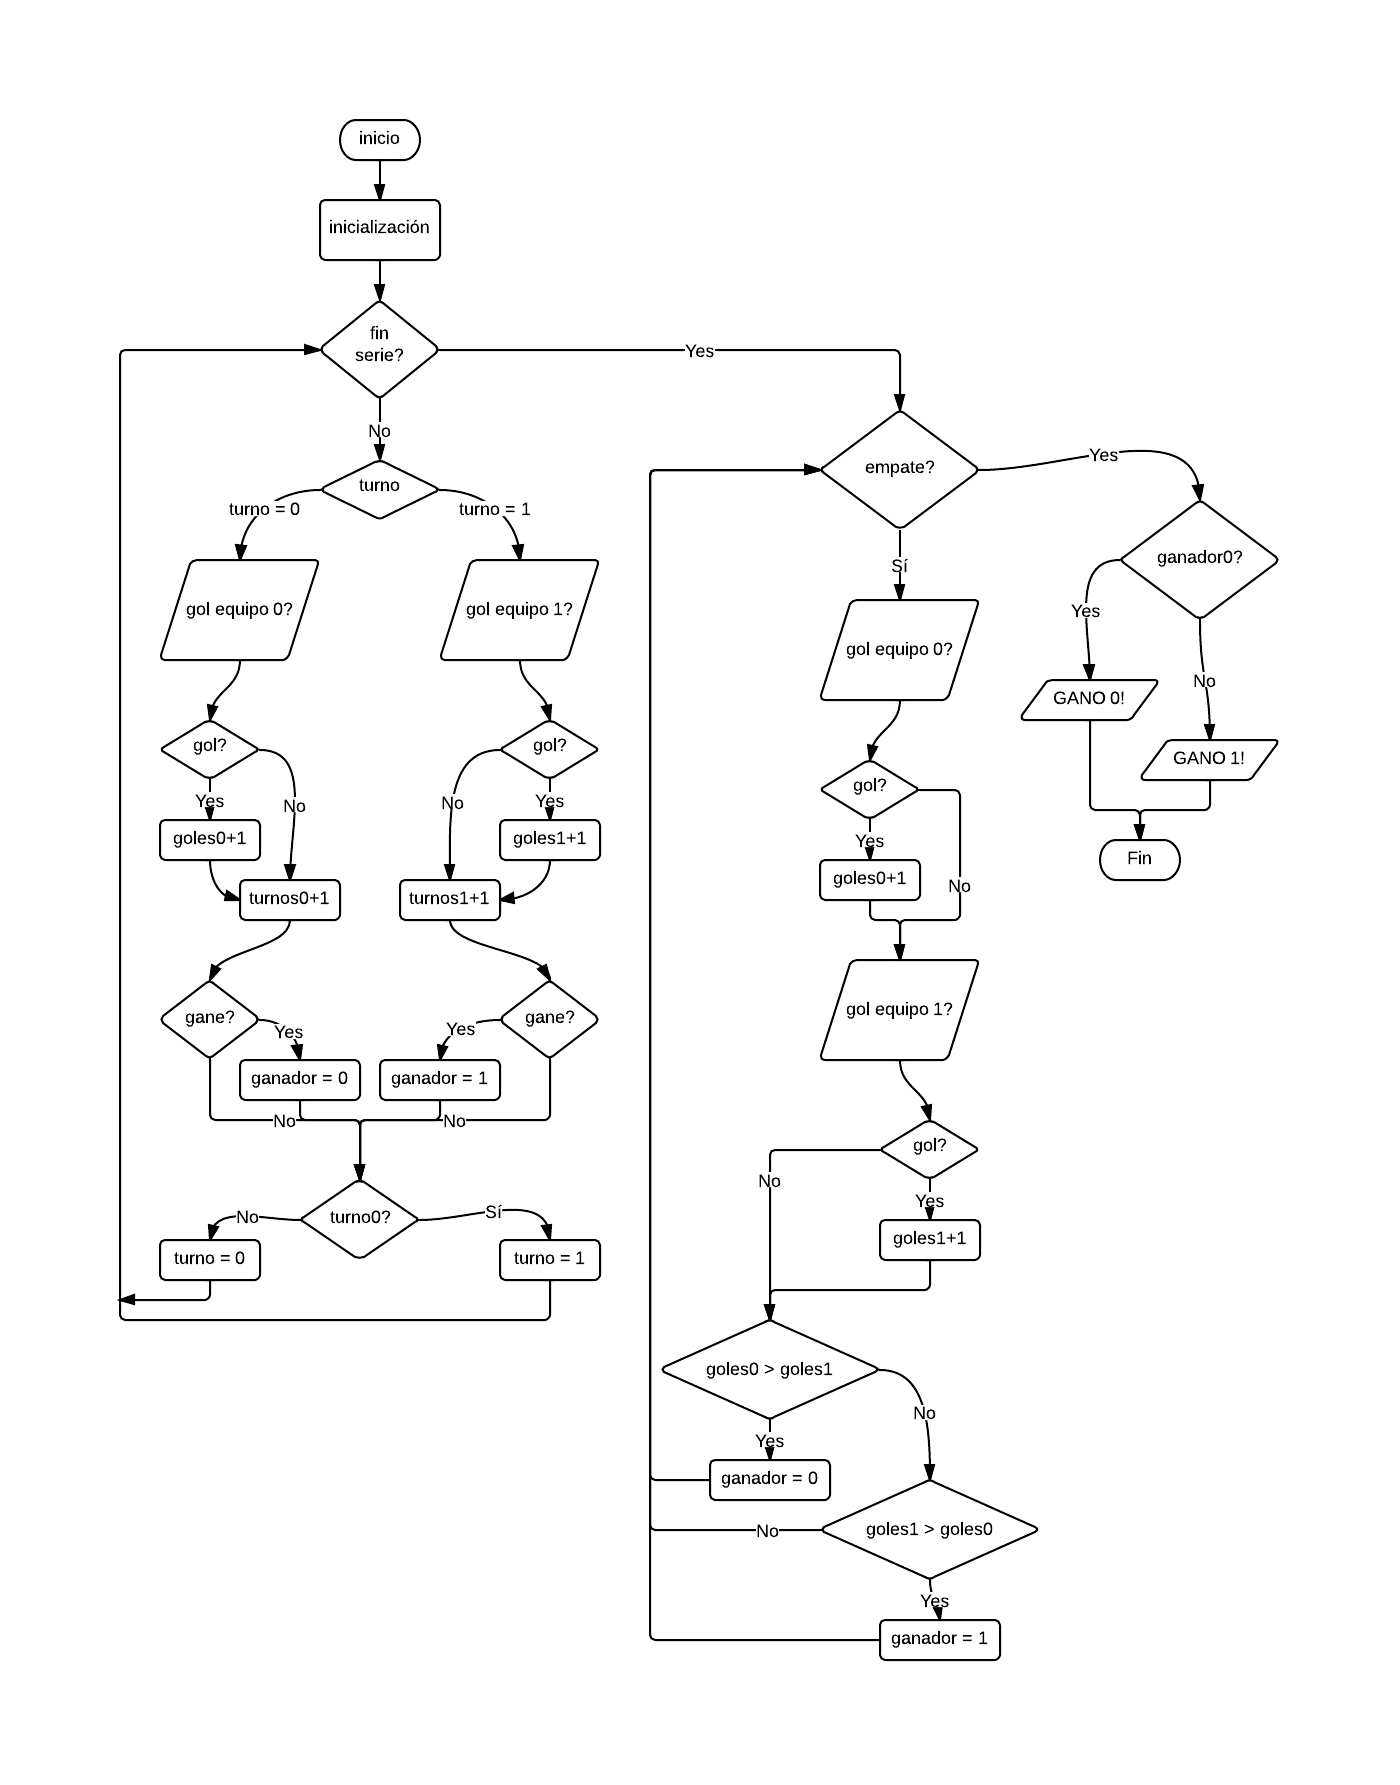 inicio
inicialización
fin
serie?
Yes
No
turno
turno = 0
turno = 1
gol equipo 0?
gol equipo 1?
gol?
gol?
Yes
No
No
Yes
goles0+1
goles1+1
turnos0+1
turnos1+1
gane?
gane?
Yes
Yes
ganador = 0
ganador = 1
No
No
turno0?
No
Sí
turno = 0
turno = 1
empate?
Yes
Sí
gol equipo 0?
gol?
Yes
goles0+1
No
gol equipo 1?
gol?
No
Yes
goles1+1
goles0 > goles1
No
Yes
ganador = 0
goles1 > goles0
No
Yes
ganador = 1
ganador0?
Yes
No
GANO 0!
GANO 1!
Fin